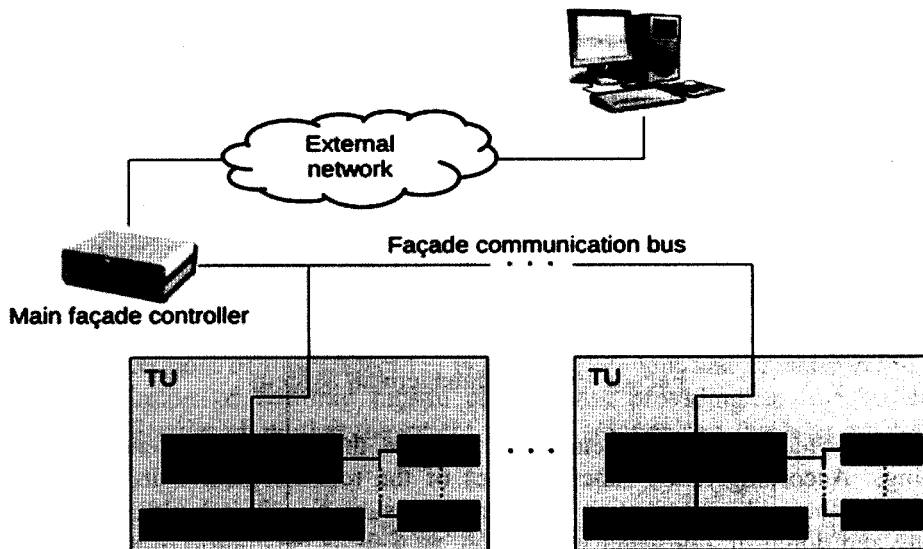 External
network
Façade communication bus
Main façade controller
TU
TU